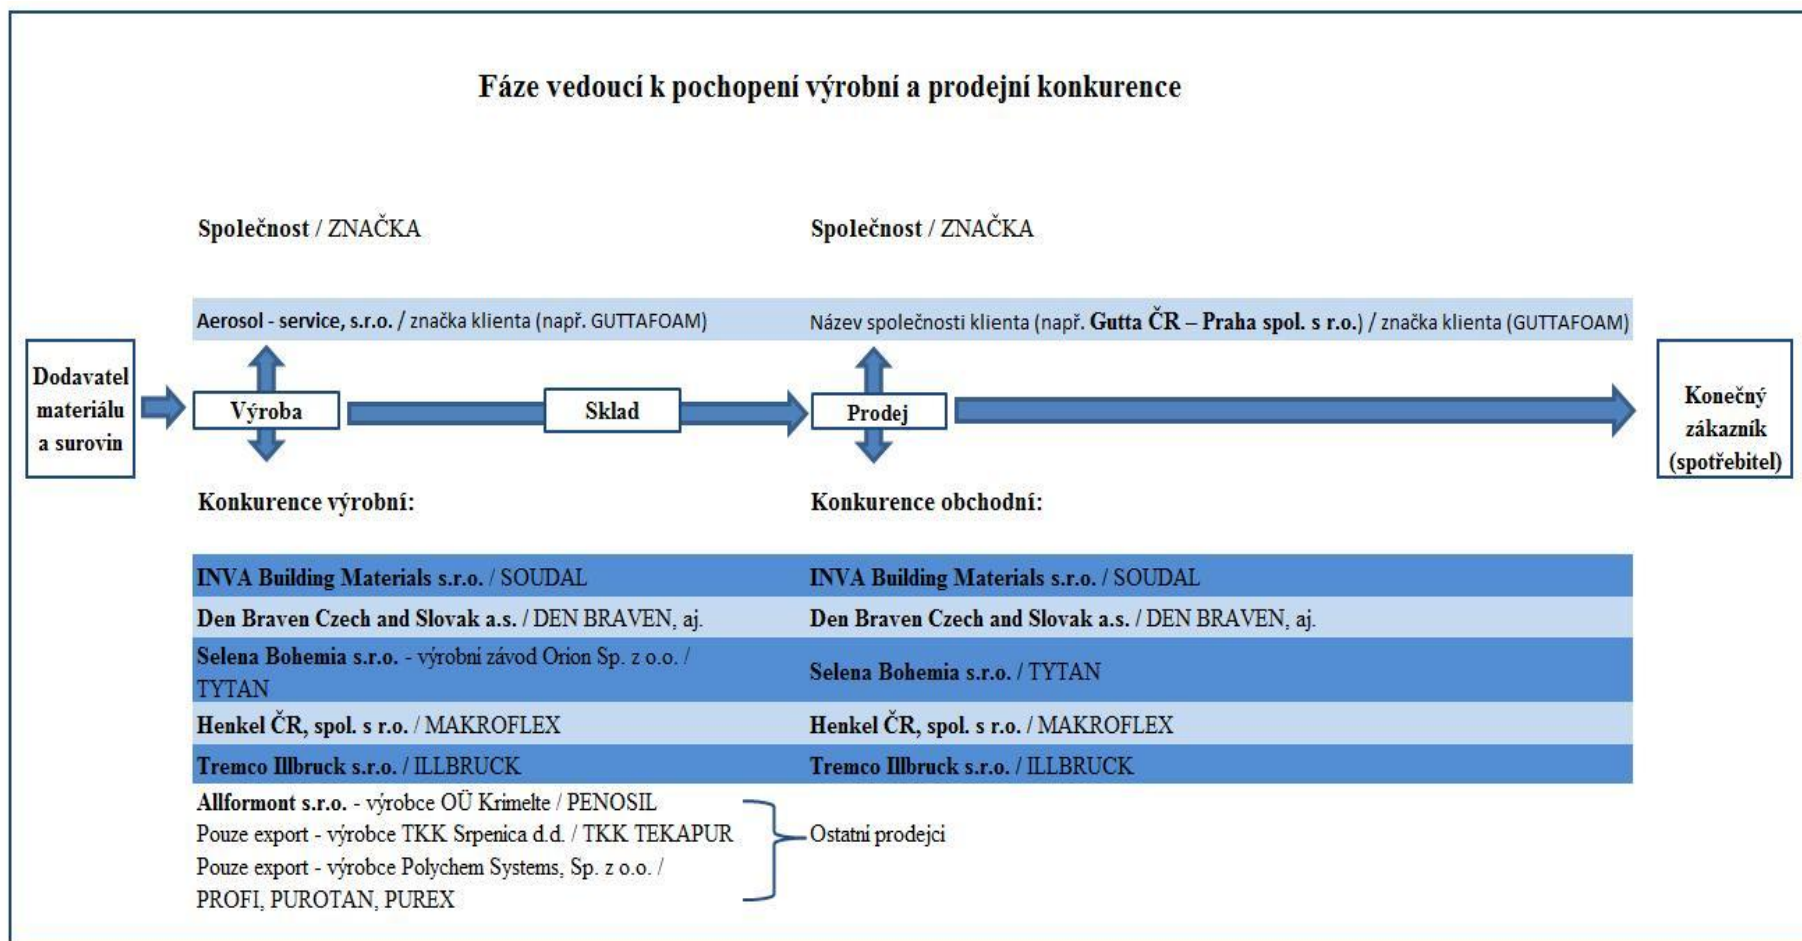 Fáze vedoucí k pochopení výrobní a prodejní konkurence
Společnost / ZNAČKA
Společnost / ZNAČKA
Aerosol - service, s.r.o. / značka klienta (např. GUTTAFOAM)
Název společnosti klienta (např. Gutta ČR – Praha spol. s r.o.) / značka klienta (GUTTAFOAM)
Dodavatel
materiálu
a surovin
Výroba
Sklad
Prodej
Konečný
zákazník
(spotřebitel)
Konkurence výrobní:
Konkurence obchodní:
INVA Building Materials s.r.o. / SOUDAL
INVA Building Materials s.r.o. / SOUDAL
Den Braven Czech and Slovak a.s. / DEN BRAVEN, aj.
Den Braven Czech and Slovak a.s. / DEN BRAVEN, aj.
Selena Bohemia s.r.o. - výrobní závod Orion Sp. z o.o. /
TYTAN
Selena Bohemia s.r.o. / TYTAN
Henkel ČR, spol. s r.o. / MAKROFLEX
Henkel ČR, spol. s r.o. / MAKROFLEX
Tremco Illbruck s.r.o. / ILLBRUCK
Tremco Illbruck s.r.o. / ILLBRUCK
Allformont s.r.o. - výrobce OÜ Krimelte / PENOSIL
Pouze export - výrobce TKK Srpenica d.d. / TKK TEKAPUR
Ostatní prodejci
Pouze export - výrobce Polychem Systems, Sp. z o.o. /
PROFI, PUROTAN, PUREX